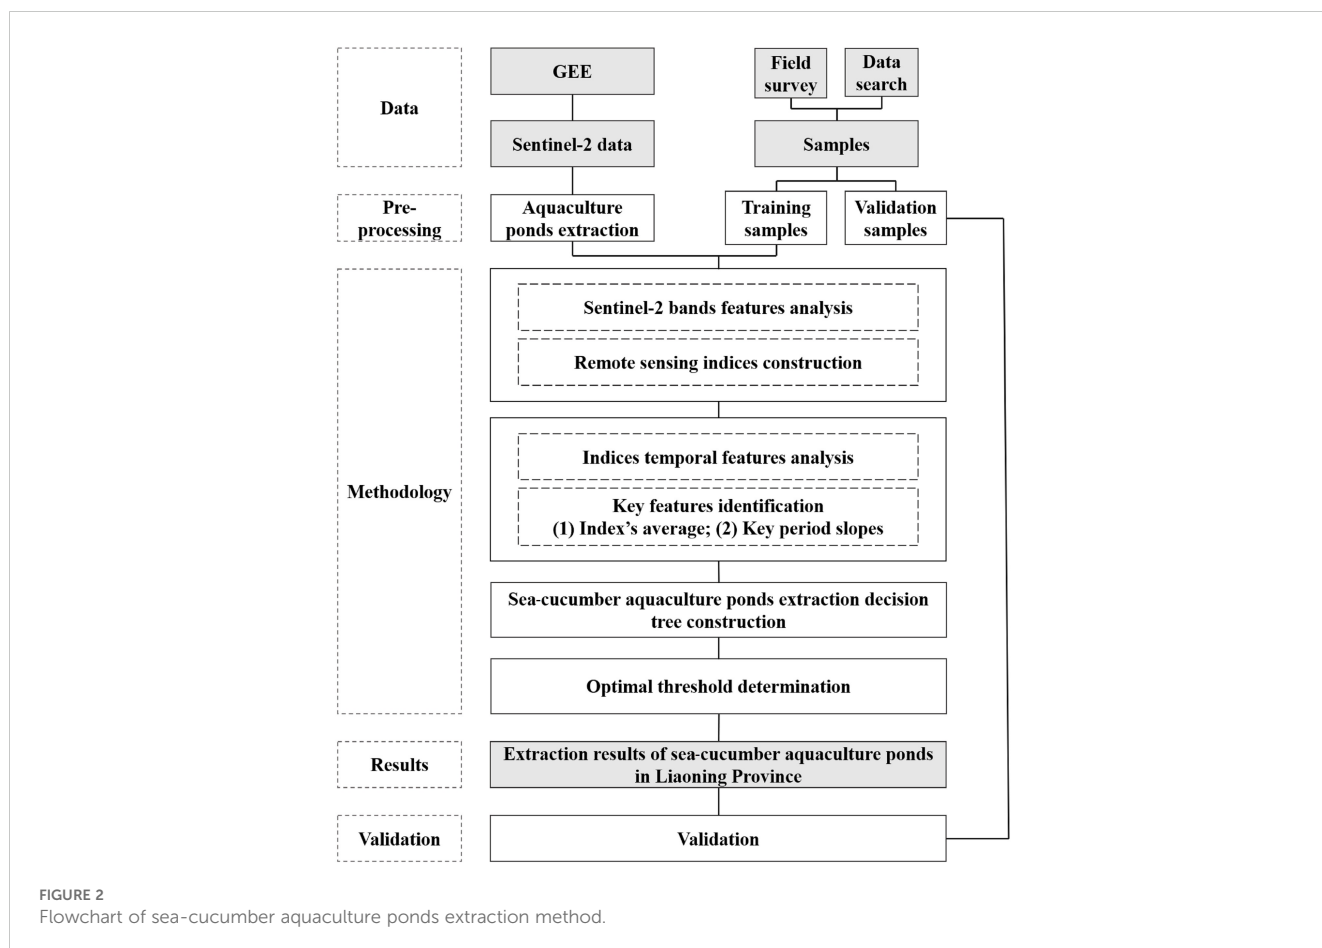 Data
GEE
Field
survey
Data
search
Sentinel-2 data
Samples
Pre-
processing
Aquaculture
ponds extraction
Training
samples
Validation
samples
Methodology
Sentinel-2 bands features analysis
Remote sensing indices construction
Indices temporal features analysis
Key features identification
(1) Index's average; (2) Key period slopes
Sea-cucumber aquaculture ponds extraction decision
tree construction
Optimal threshold determination
Results
Extraction results of sea-cucumber aquaculture ponds
in Liaoning Province
Validation
Validation
FIGURE 2
Flowchart of sea-cucumber aquaculture ponds extraction method.